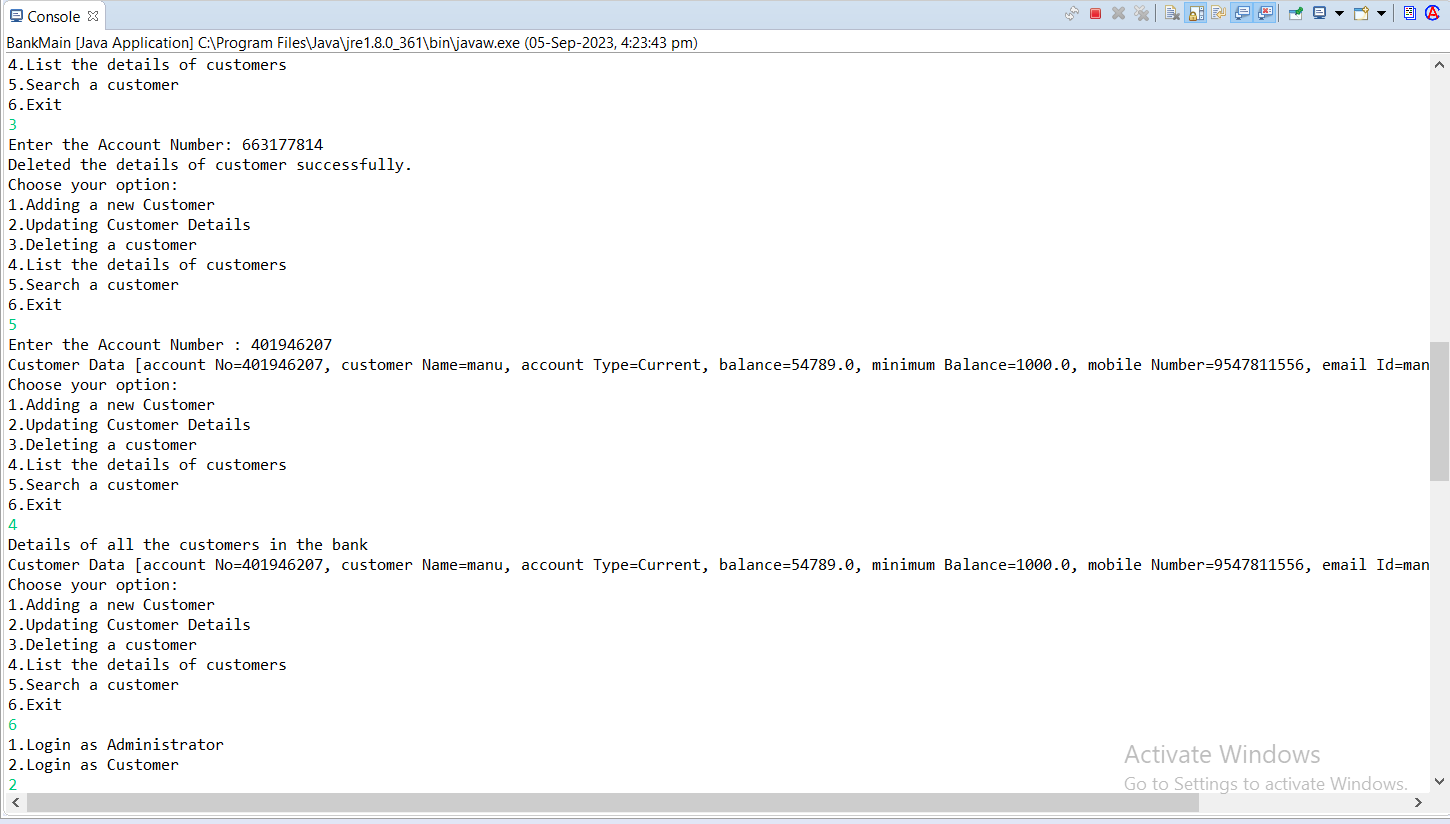 Console
BankMain [Java Application] C:\Program Files\Java\jre1.8.0_361\bin\javaw.exe (05-Sep-2023, 4:23:43 pm)
4.List the details of customers
5.Search a customer
6.Exit
3
Enter the Account Number: 663177814
Deleted the details of customer successfully.
Choose your option:
1.Adding a new Customer
2.Updating Customer Details
3.Deleting a customer
4.List the details of customers
5.Search a customer
6.Exit
5
Enter the Account Number : 401946207
Customer Data [account No=401946207, customer Name=manu, account Type=Current, balance=54789.0, minimum Balance=1000.0, mobile Number=9547811556, email Id=man
Choose your option:
1.Adding a new Customer
2.Updating Customer Details
3.Deleting a customer
4.List the details of customers
5.Search a customer
6.Exit
4
Details of all the customers in the bank
Customer Data [account No=401946207, customer Name=manu, account Type=Current, balance=54789.0, minimum Balance=1000.0, mobile Number=9547811556, email Id=man
Choose your option:
1.Adding a new Customer
2.Updating Customer Details
3.Deleting a customer
4.List the details of customers
5.Search a customer
6.Exit
6
1.Login as Administrator
2.Login as Customer
2
Activate Windows
Go to Settings to activate Windows.